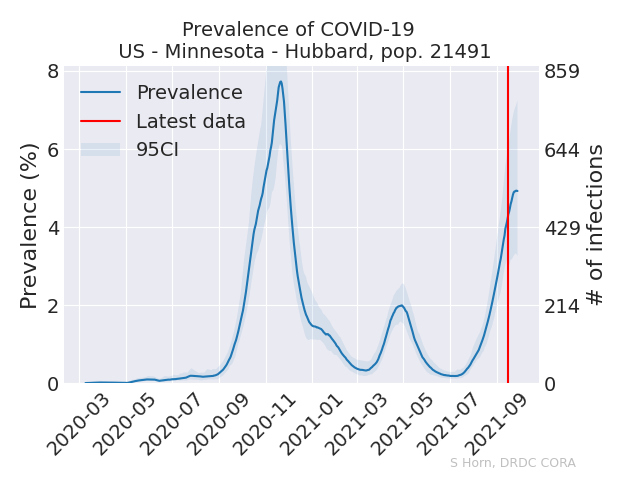 Prevalence of COVID-19
US - Minnesota - Hubbard, pop. 21491
Prevalence (%)
8
6
4
2
0
Prevalence
Latest data
95CI
859
644
429
214
0
# of infections
2020-03
2020-05
2020-07
2020-09
2020-11
2021-01
2021-03
2021-05
2021-07
2021-09
S Horn, DRDC CORA